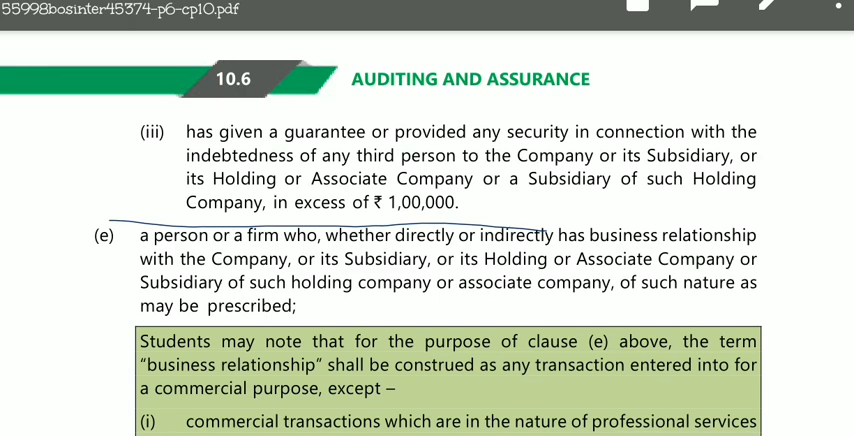 55998bosinter45374-p6-cp10.pdf
10.6 AUDITING AND ASSURANCE
(iii) has given a guarantee or provided any security in connection with the
indebtedness of any third person to the Company or its Subsidiary, or
its Holding or Associate Company or a Subsidiary of such Holding
Company, in excess of ₹ 1,00,000.
(e) a person or a firm who, whether directly or indirectly has business relationship
with the Company, or its Subsidiary, or its Holding or Associate Company or
Subsidiary of such holding company or associate company, of such nature as
may be prescribed;
Students may note that for the purpose of clause (e) above, the term
“business relationship” shall be construed as any transaction entered into for
a commercial purpose, except –
(i) commercial transactions which are in the nature of professional services